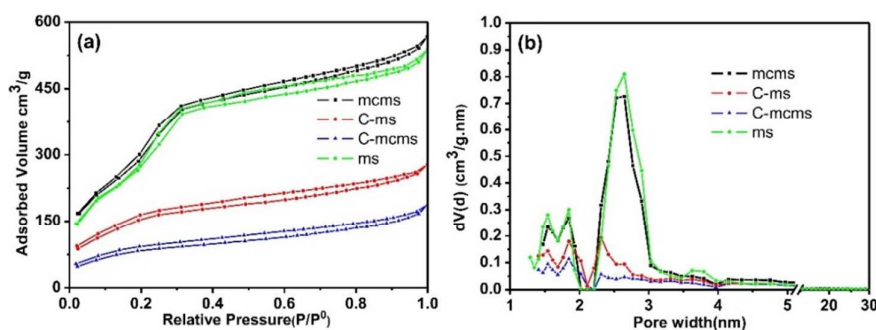 (a)
600
450
300
150
0
Adsorbed Volume cm³/g
mcms
C-ms
C-mcms
ms
0.0 0.2 0.4 0.6 0.8 1.0
Relative Pressure(P/P⁰)
(b)
1.0
0.9
0.8
0.7
0.6
0.5
0.4
0.3
0.2
0.1
0.0
dV(d) (cm³/g.nm)
mcms
C-ms
C-mcms
ms
1 2 3 4 5 20 30
Pore width(nm)